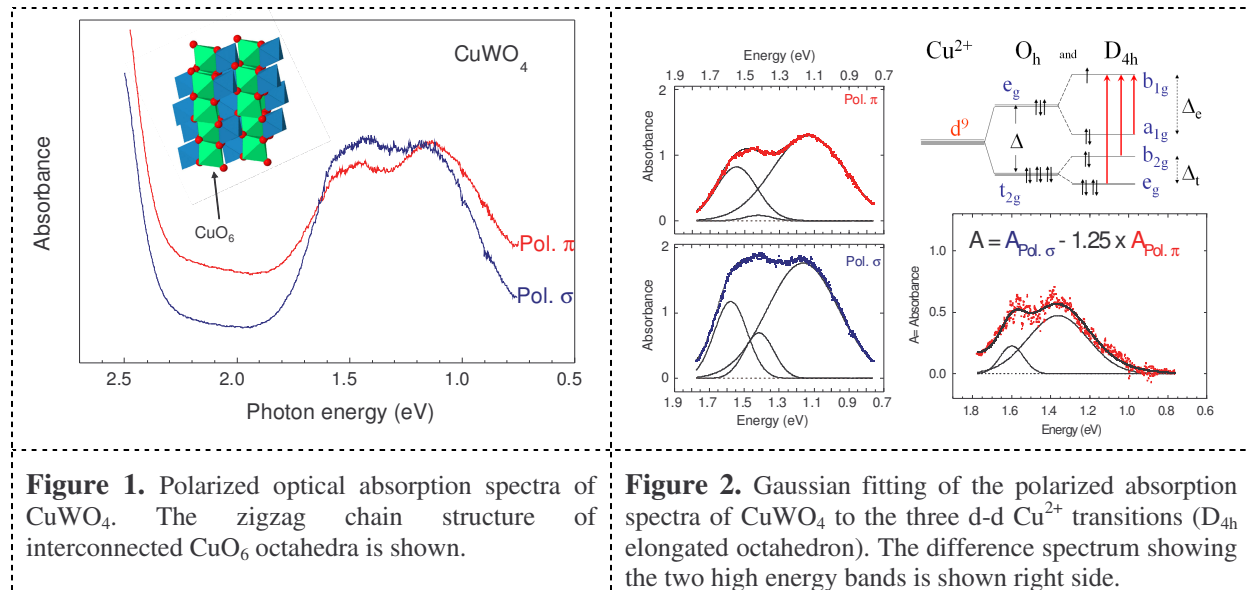 CuWO4
Absorbance
CuO6
Pol. π
Pol. σ
2.5 2.0 1.5 1.0 0.5
Photon energy (eV)
Figure 1. Polarized optical absorption spectra of
CuWO4. The zigzag chain structure of
interconnected CuO6 octahedra is shown.
Energy (eV)
1.9 1.7 1.5 1.3 1.1 0.9 0.7
Pol. π
2
1
0
Absorbance
Pol. σ
2
1
0
Absorbance
1.9 1.7 1.5 1.3 1.1 0.9 0.7
Energy (eV)
Cu2+ Oh and D4h
d9
eg
Δ
t2g
b1g
a1g
b2g
eg
Δe
Δt
A = APol. σ - 1.25 x APol. π
1.0
0.5
0.0
A= Absorbance
1.8 1.6 1.4 1.2 1.0 0.8 0.6
Energy (eV)
Figure 2. Gaussian fitting of the polarized absorption
spectra of CuWO4 to the three d-d Cu2+ transitions (D4h
elongated octahedron). The difference spectrum showing
the two high energy bands is shown right side.